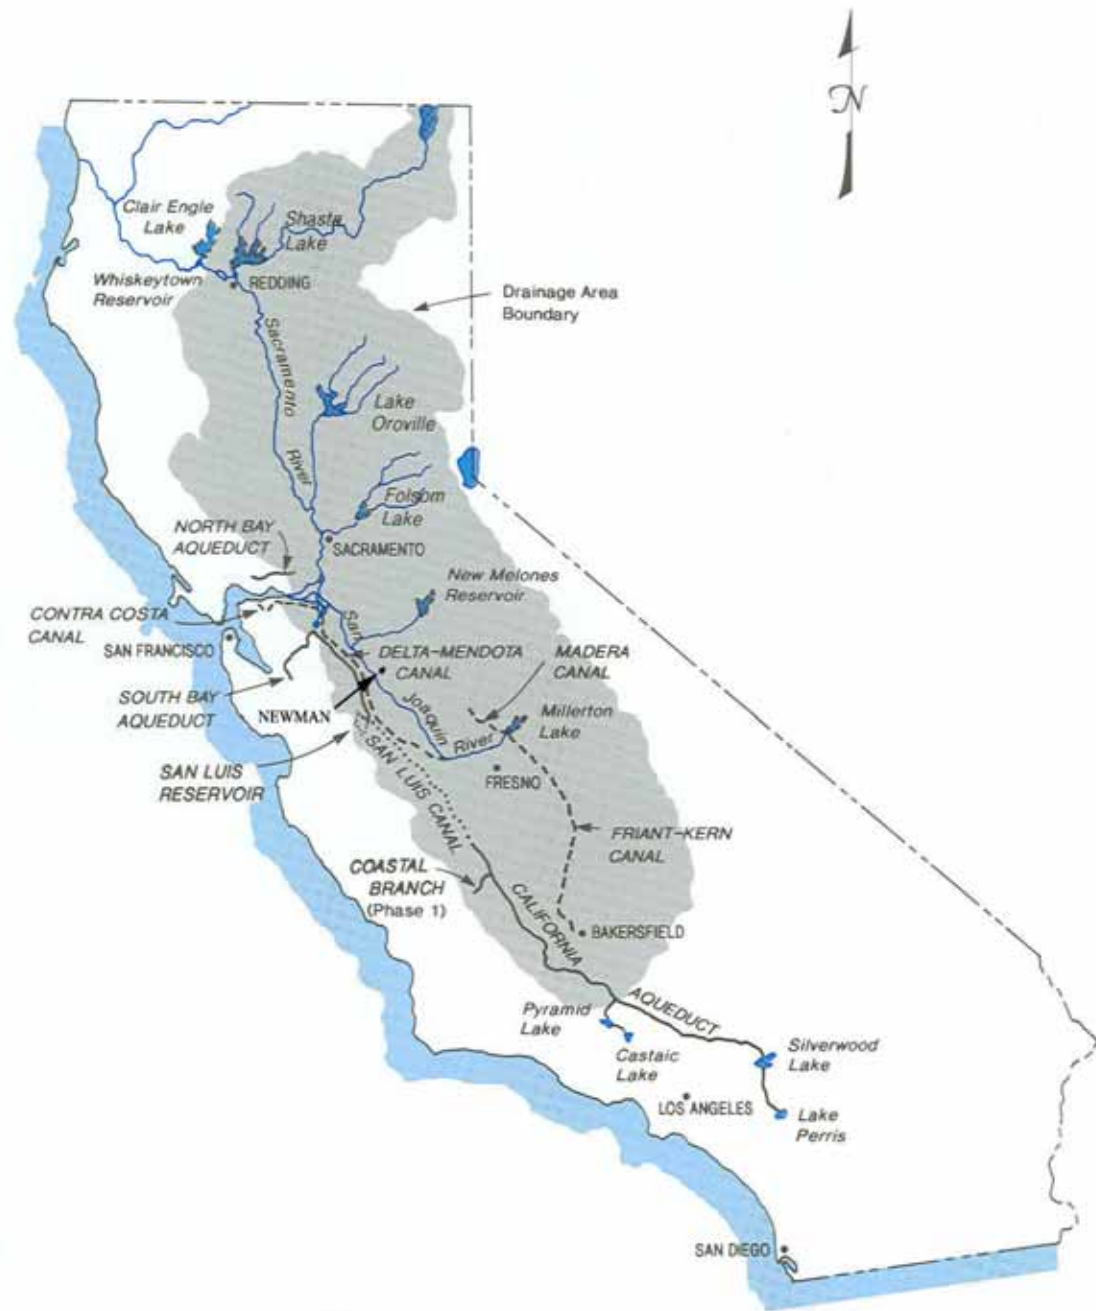 N
Clair Engle
Lake
Shasta
Lake
Whiskeytown
Reservoir
REDDING
Drainage Area
Boundary
Sacramento
River
Lake
Oroville
Folsom
Lake
NORTH BAY
AQUEDUCT
SACRAMENTO
New Melones
Reservoir
CONTRA COSTA
CANAL
SAN FRANCISCO
San
Joaquin
River
DELTA-MENDOTA
CANAL
MADERA
CANAL
SOUTH BAY
AQUEDUCT
NEWMAN
Millerton
Lake
SAN LUIS
RESERVOIR
SAN LUIS CANAL
FRESNO
FRIANT-KERN
CANAL
COASTAL
BRANCH
(Phase 1)
CALIFORNIA
AQUEDUCT
BAKERSFIELD
Pyramid
Lake
Castaic
Lake
Silverwood
Lake
LOS ANGELES
Lake
Perris
SAN DIEGO